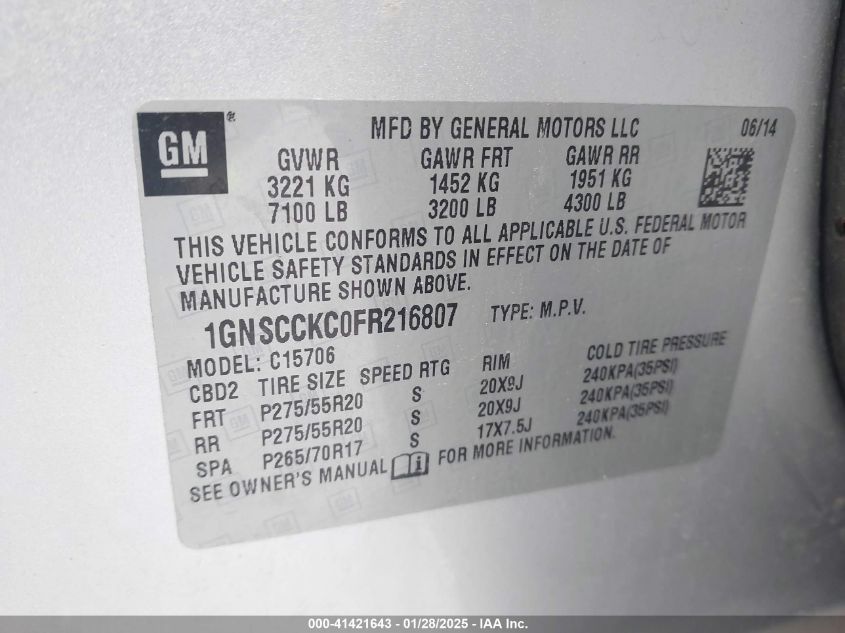 GM®
MFD BY GENERAL MOTORS LLC 06/14
GVWR GAWR FRT GAWR RR
3221 KG 1452 KG 1951 KG
7100 LB 3200 LB 4300 LB
THIS VEHICLE CONFORMS TO ALL APPLICABLE U.S. FEDERAL MOTOR
VEHICLE SAFETY STANDARDS IN EFFECT ON THE DATE OF
MANUFACTURE SHOWN ABOVE.
1GNSCCKC0FR216807 TYPE: M.P.V.
MODEL: C15706
CBD2 TIRE SIZE SPEED RTG RIM COLD TIRE PRESSURE
FRT P275/55R20 S 20X9J 240KPA(35PSI)
RR P275/55R20 S 20X9J 240KPA(35PSI)
SPA P265/70R17 S 17X7.5J 240KPA(35PSI)
SEE OWNER'S MANUAL FOR MORE INFORMATION.
000-41421643 | 01/28/2025 - IAA Inc.